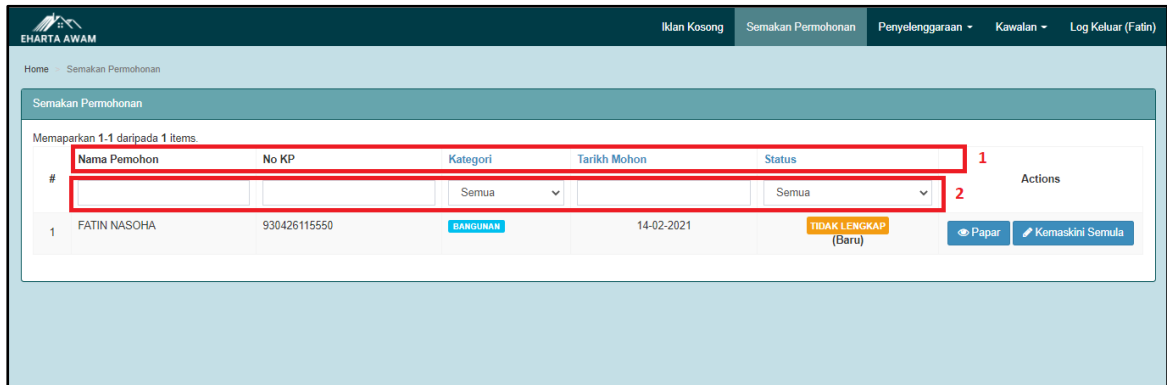 EHARTA AWAM
Iklan Kosong Semakan Permohonan Penyelenggaraan Kawalan Log Keluar (Fatin)
Home Semakan Permohonan
Semakan Permohonan
Memaparkan 1-1 daripada 1 items.
# Nama Pemohon No KP Kategori Tarikh Mohon Status Actions
1
Semua Semua
2
1 FATIN NASOHA 930426115550 BANGUNAN 14-02-2021 TIDAK LENGKAP Papar Kemaskini Semula
(Baru)